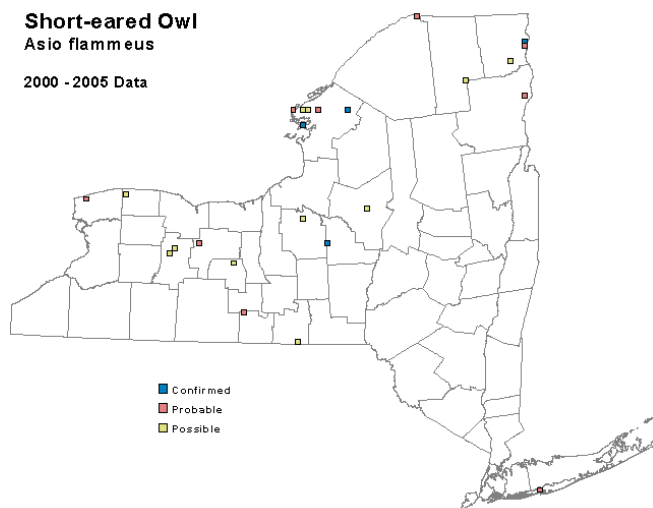 Short-eared Owl
Asio flammeus
2000 - 2005 Data
Confirmed
Probable
Possible